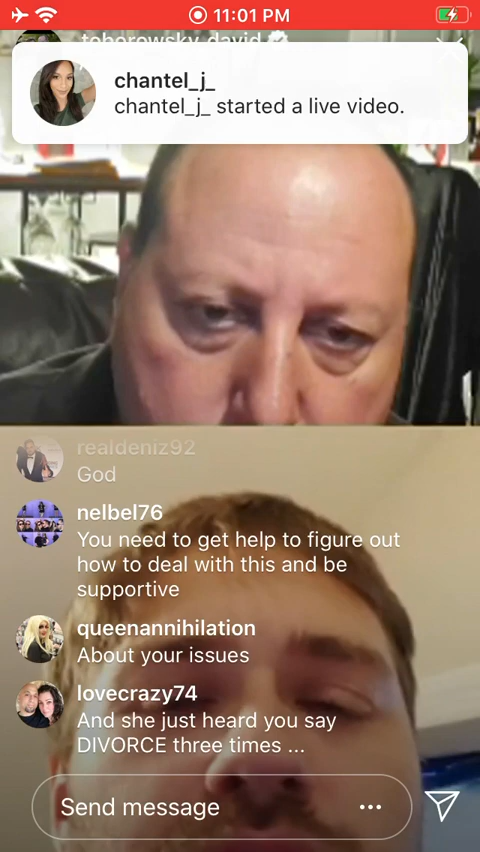 11:01 PM
toborowsky_david
chantel_j_
chantel_j_ started a live video.
realdeniz92
God
nelbel76
You need to get help to figure out
how to deal with this and be
supportive
queenannihilation
About your issues
lovecrazy74
And she just heard you say
DIVORCE three times ...
Send message